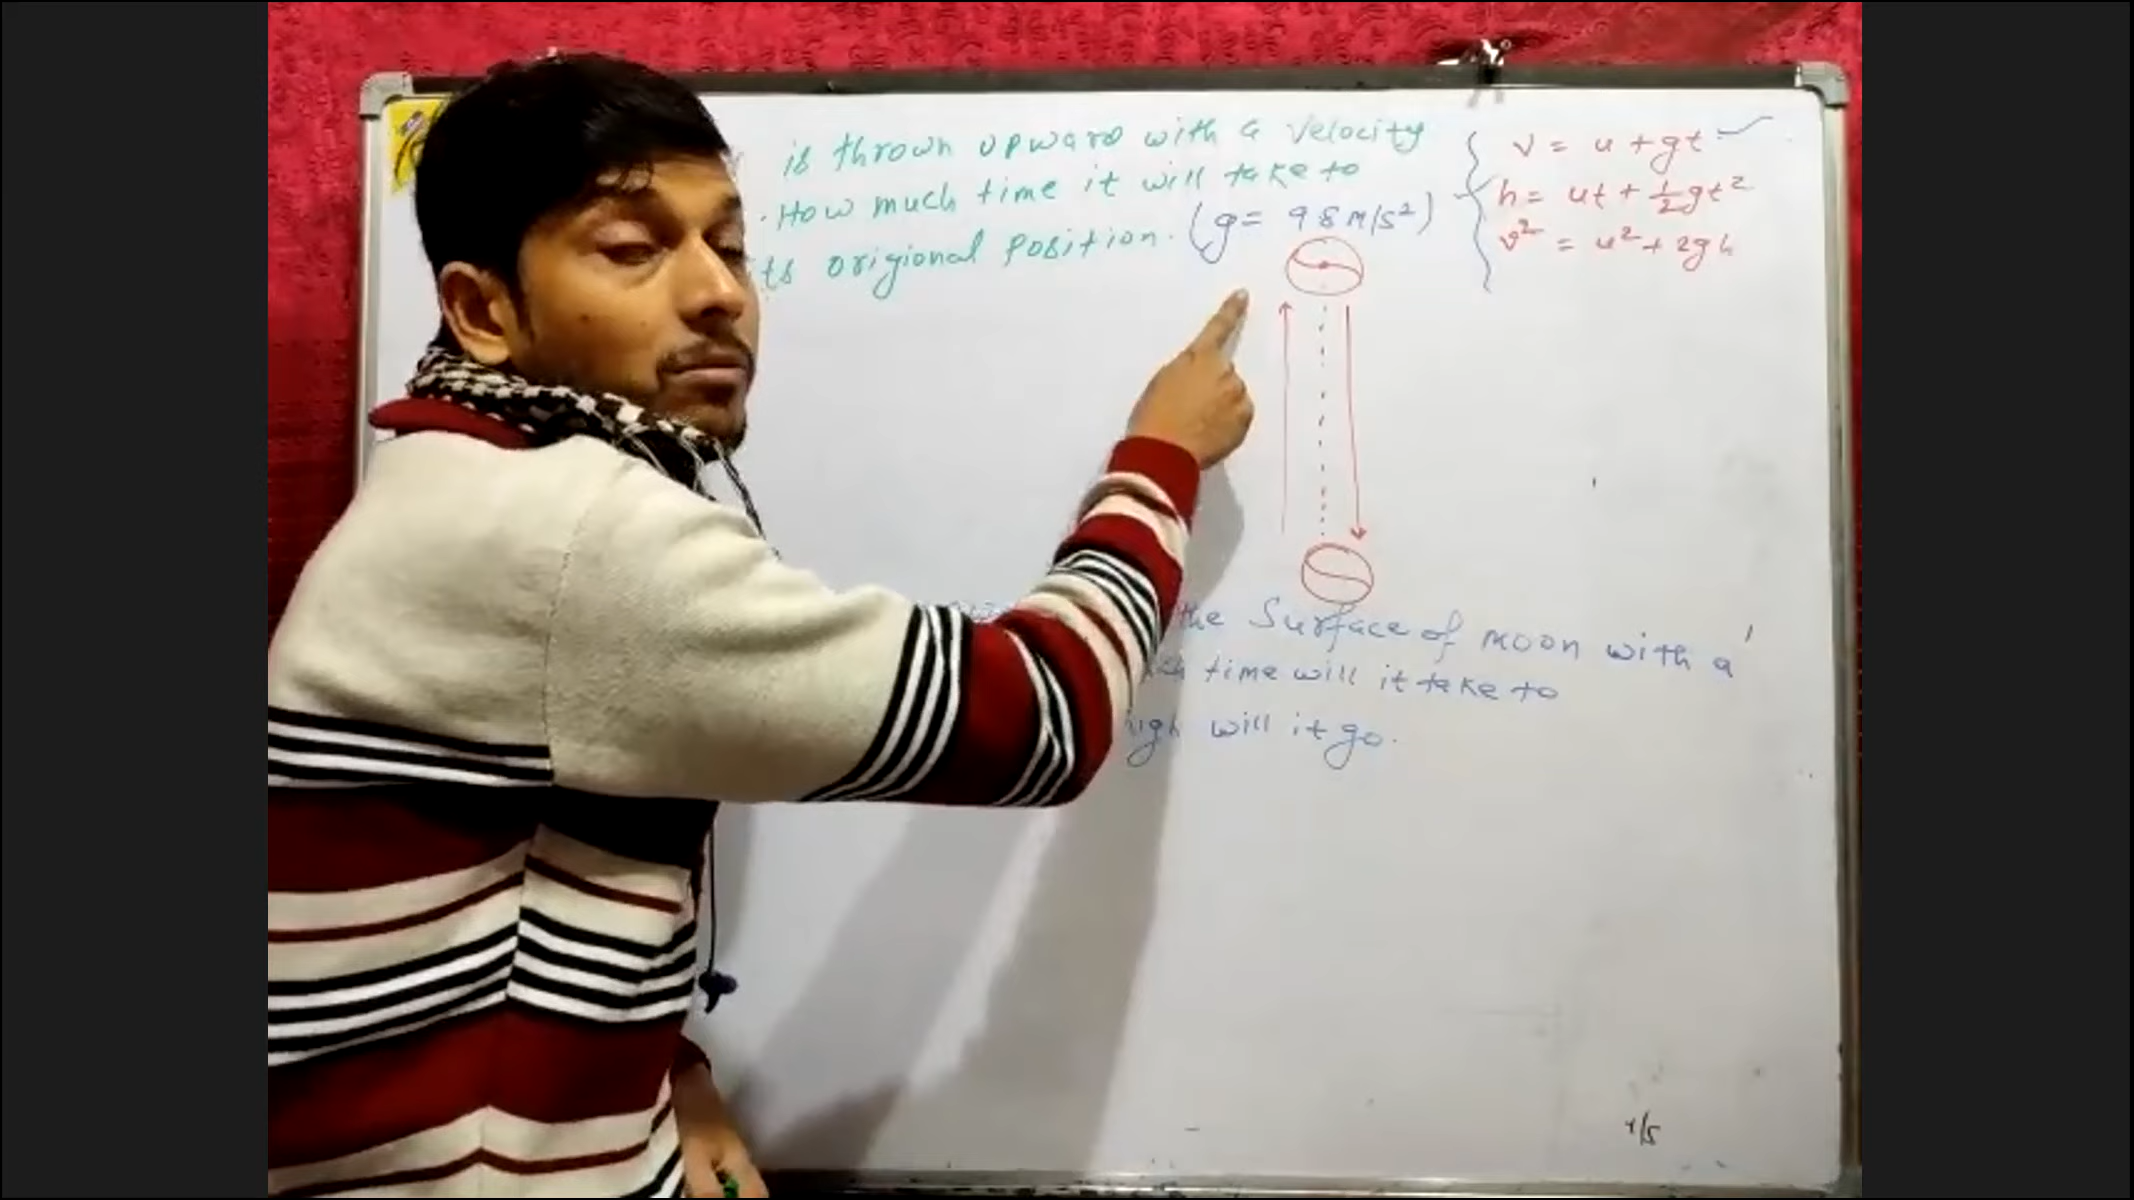 is thrown upward with a velocity
. How much time it will take to
its origional position. (g = 9.8 m/s²)
v = u + gt
h = ut + ½gt²
v² = u² + 2gh
the Surface of moon with a
time will it take to
high will it go.